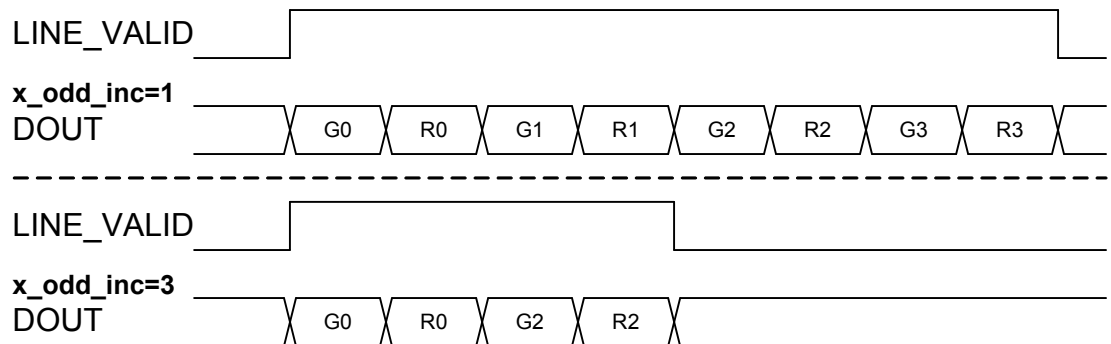 LINE_VALID
x_odd_inc=1
DOUT G0 R0 G1 R1 G2 R2 G3 R3
LINE_VALID
x_odd_inc=3
DOUT G0 R0 G2 R2